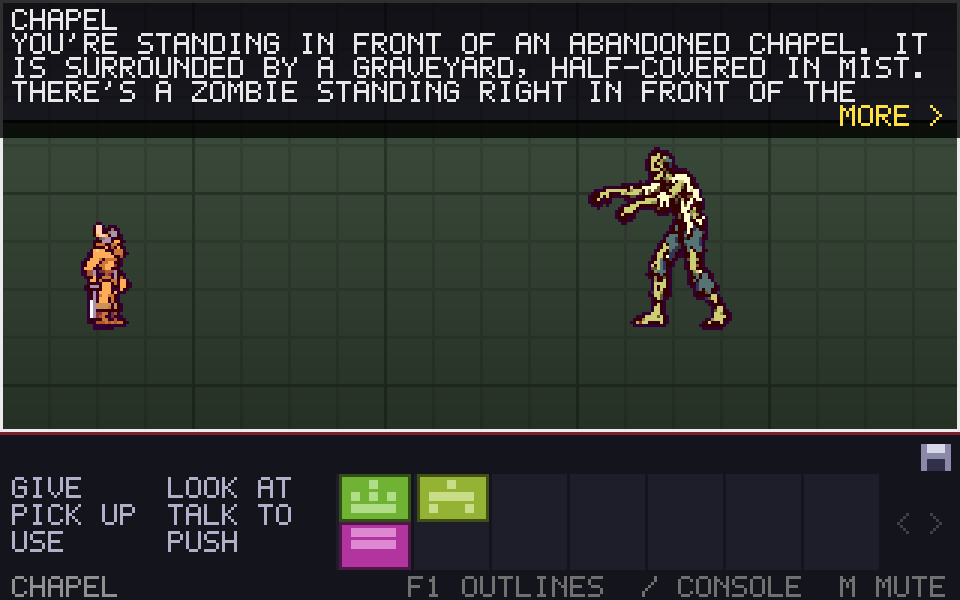 CHAPEL
YOU'RE STANDING IN FRONT OF AN ABANDONED CHAPEL. IT
IS SURROUNDED BY A GRAVEYARD, HALF-COVERED IN MIST.
THERE'S A ZOMBIE STANDING RIGHT IN FRONT OF THE
MORE >
GIVE LOOK AT
PICK UP TALK TO
USE PUSH
< >
CHAPEL F1 OUTLINES / CONSOLE M MUTE